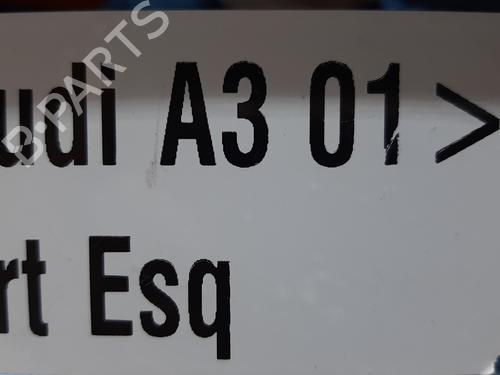 B-PARTS
udi A3 01>
rt Esq